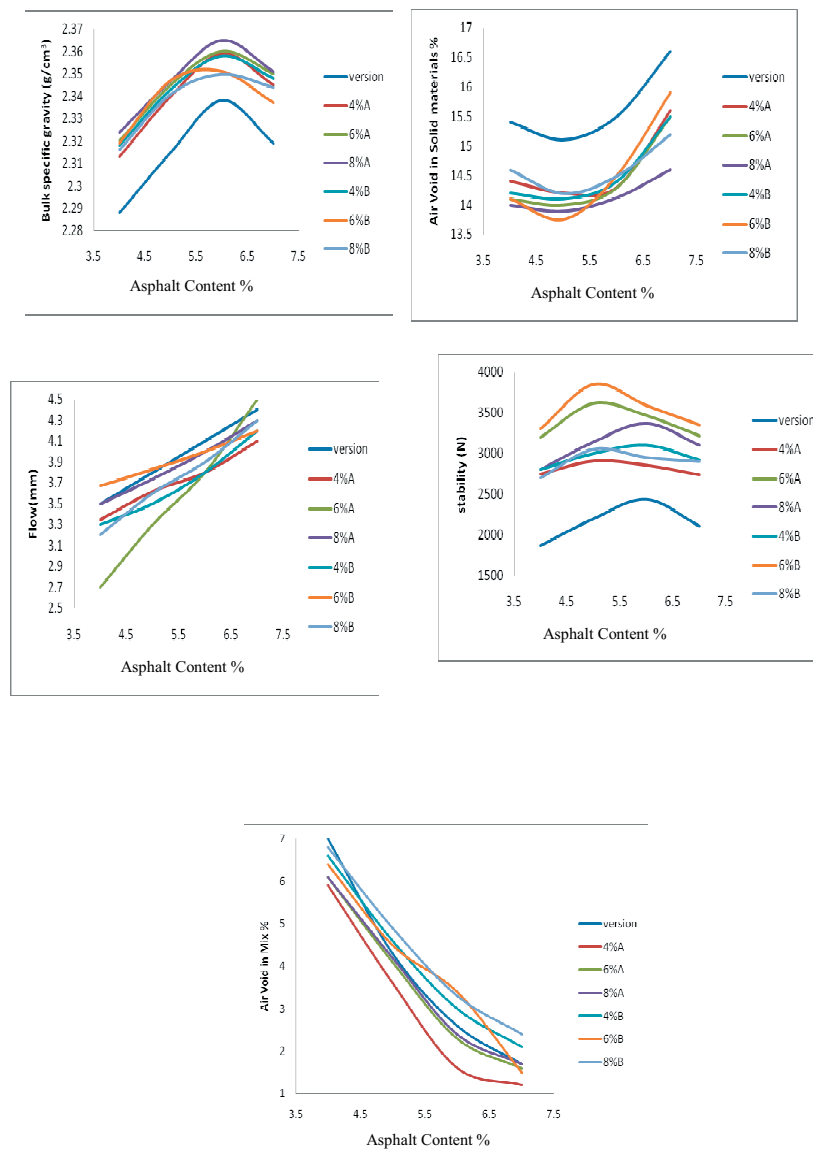 Bulk specific gravity (g/cm³)
2.37
2.36
2.35
2.34
2.33
2.32
2.31
2.3
2.29
2.28
3.5 4.5 5.5 6.5 7.5
Asphalt Content %
version
4%A
6%A
8%A
4%B
6%B
8%B
Air Void in Solid materials %
17
16.5
16
15.5
15
14.5
14
13.5
3.5 4.5 5.5 6.5 7.5
Asphalt Content %
version
4%A
6%A
8%A
4%B
6%B
8%B
Flow(mm)
4.5
4.3
4.1
3.9
3.7
3.5
3.3
3.1
2.9
2.7
2.5
3.5 4.5 5.5 6.5 7.5
Asphalt Content %
version
4%A
6%A
8%A
4%B
6%B
8%B
stability (N)
4000
3500
3000
2500
2000
1500
3.5 4.5 5.5 6.5 7.5
Asphalt Content %
version
4%A
6%A
8%A
4%B
6%B
8%B
Air Void in Mix %
7
6
5
4
3
2
1
3.5 4.5 5.5 6.5 7.5
Asphalt Content %
version
4%A
6%A
8%A
4%B
6%B
8%B